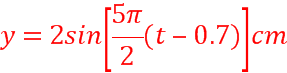 y = 2sin[5π/2(t − 0.7)]cm